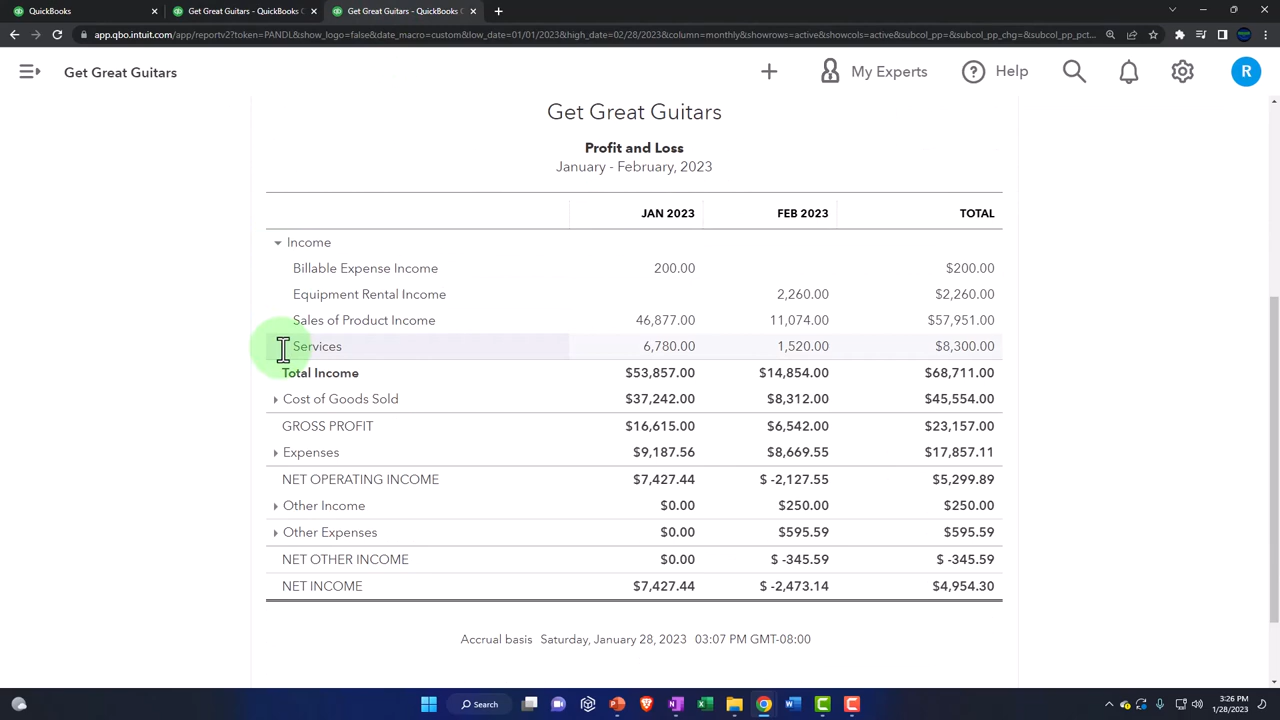 QuickBooks
Get Great Guitars - QuickBooks C
Get Great Guitars - QuickBooks C
app.qbo.intuit.com/app/reportv2?token=PANDL&show_logo=false&date_macro=custom&low_date=01/01/2023&high_date=02/28/2023&column=monthly&showrows=active&showcols=active&subcol_pp=&subcol_pp_chg=&subcol_pp_pct...
Get Great Guitars
My Experts
Help
R
Get Great Guitars
Profit and Loss
January - February, 2023
JAN 2023 FEB 2023 TOTAL
Income
Billable Expense Income 200.00 $200.00
Equipment Rental Income 2,260.00 $2,260.00
Sales of Product Income 46,877.00 11,074.00 $57,951.00
Services 6,780.00 1,520.00 $8,300.00
Total Income $53,857.00 $14,854.00 $68,711.00
Cost of Goods Sold $37,242.00 $8,312.00 $45,554.00
GROSS PROFIT $16,615.00 $6,542.00 $23,157.00
Expenses $9,187.56 $8,669.55 $17,857.11
NET OPERATING INCOME $7,427.44 $ -2,127.55 $5,299.89
Other Income $0.00 $250.00 $250.00
Other Expenses $0.00 $595.59 $595.59
NET OTHER INCOME $0.00 $ -345.59 $ -345.59
NET INCOME $7,427.44 $ -2,473.14 $4,954.30
Accrual basis Saturday, January 28, 2023 03:07 PM GMT-08:00
Search
3:26 PM
1/28/2023